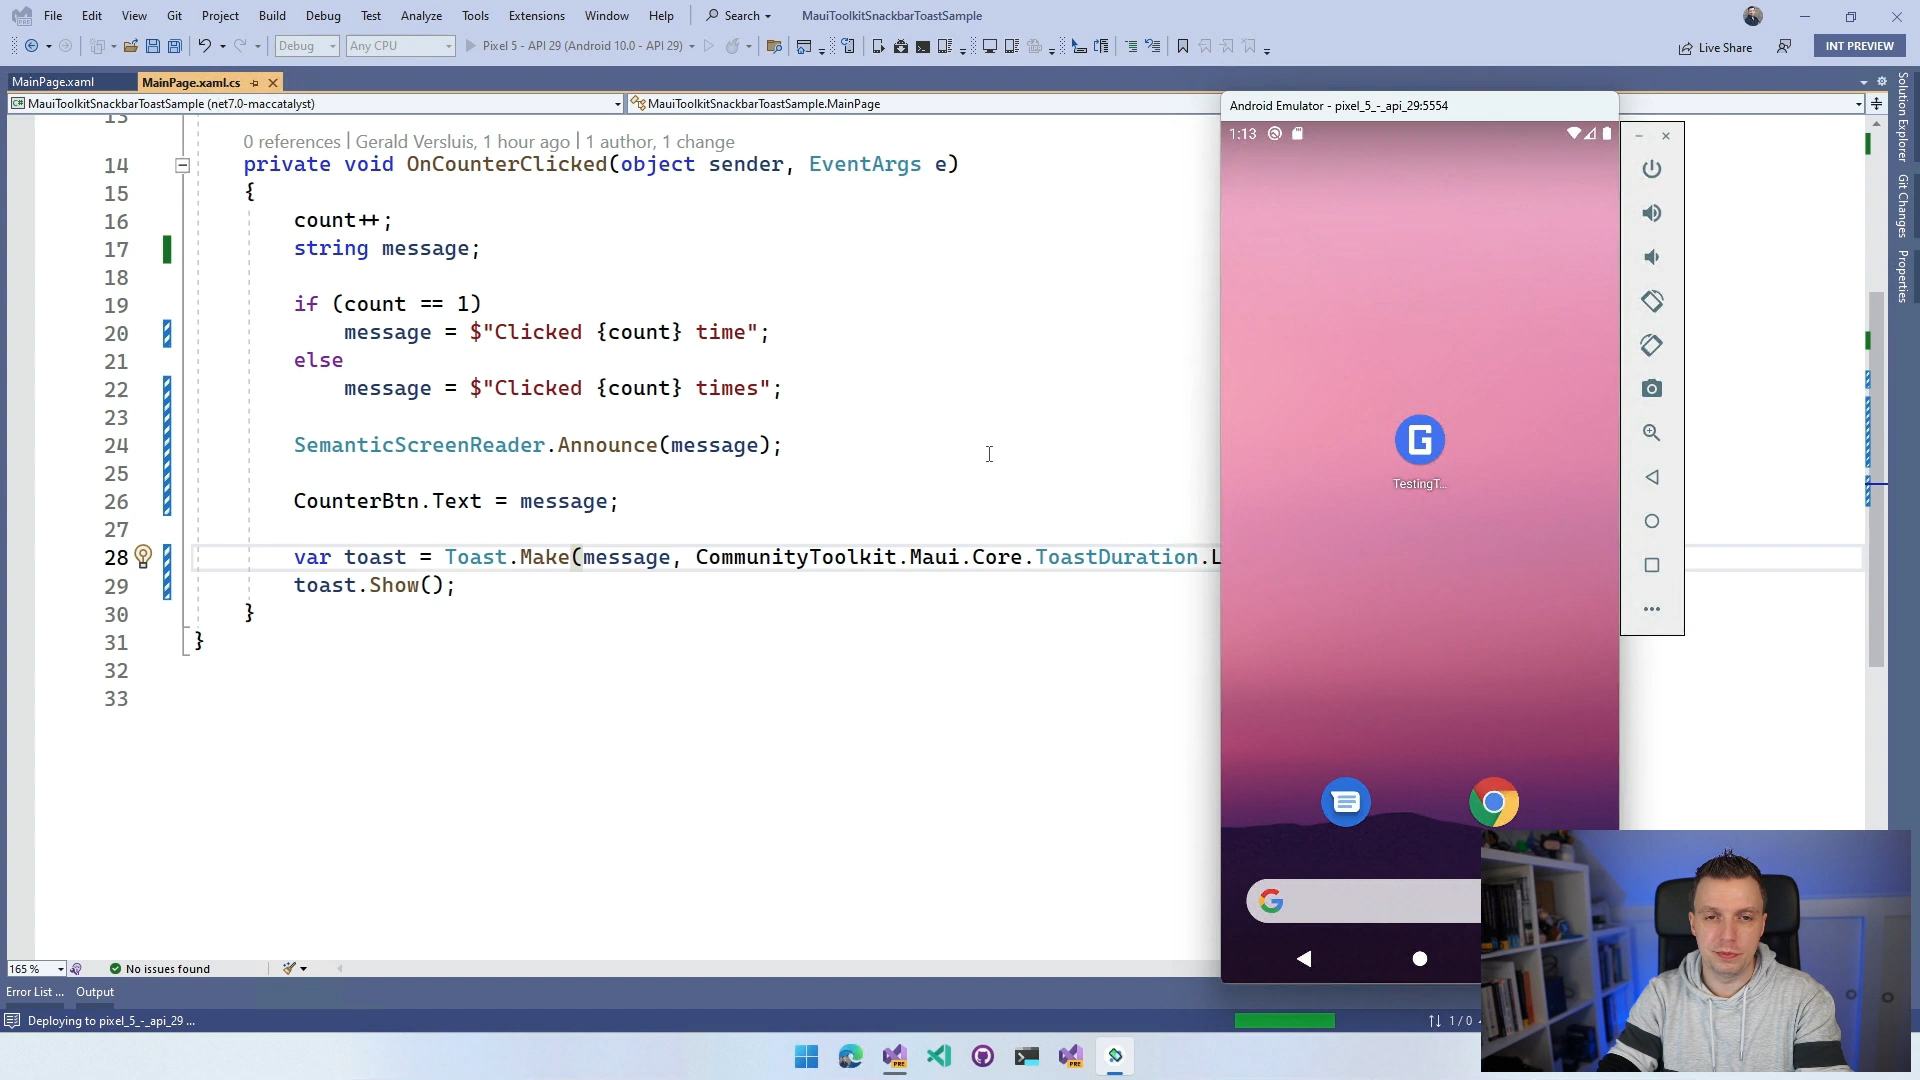 File Edit View Git Project Build Debug Test Analyze Tools Extensions Window Help Search MauiToolkitSnackbarToastSample
Debug Any CPU Pixel 5 - API 29 (Android 10.0 - API 29) Live Share INT PREVIEW
MainPage.xaml MainPage.xaml.cs
MauiToolkitSnackbarToastSample (net7.0-maccatalyst) MauiToolkitSnackbarToastSample.MainPage
13
0 references | Gerald Versluis, 1 hour ago | 1 author, 1 change
14 private void OnCounterClicked(object sender, EventArgs e)
15 {
16 count++;
17 string message;
18
19 if (count == 1)
20 message = $"Clicked {count} time";
21 else
22 message = $"Clicked {count} times";
23
24 SemanticScreenReader.Announce(message);
25
26 CounterBtn.Text = message;
27
28 var toast = Toast.Make(message, CommunityToolkit.Maui.Core.ToastDuration.L
29 toast.Show();
30 }
31 }
32
33
Android Emulator - pixel_5_-_api_29:5554
1:13
TestingT...
Solution Explorer
Git Changes
Properties
165 % No issues found
Error List ... Output
Deploying to pixel_5_-_api_29 ...
1 / 0